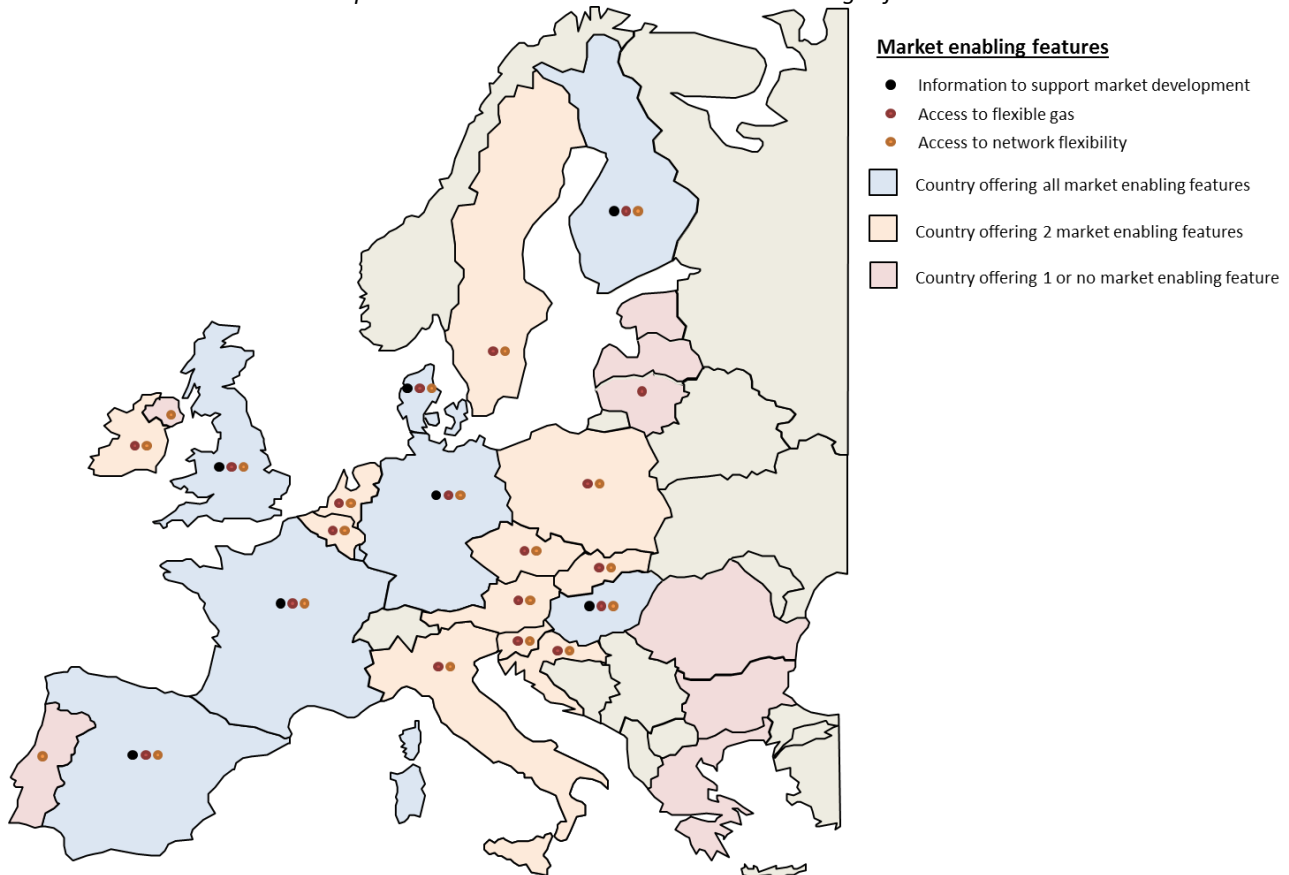 Market enabling features
Information to support market development
Access to flexible gas
Access to network flexibility
Country offering all market enabling features
Country offering 2 market enabling features
Country offering 1 or no market enabling feature